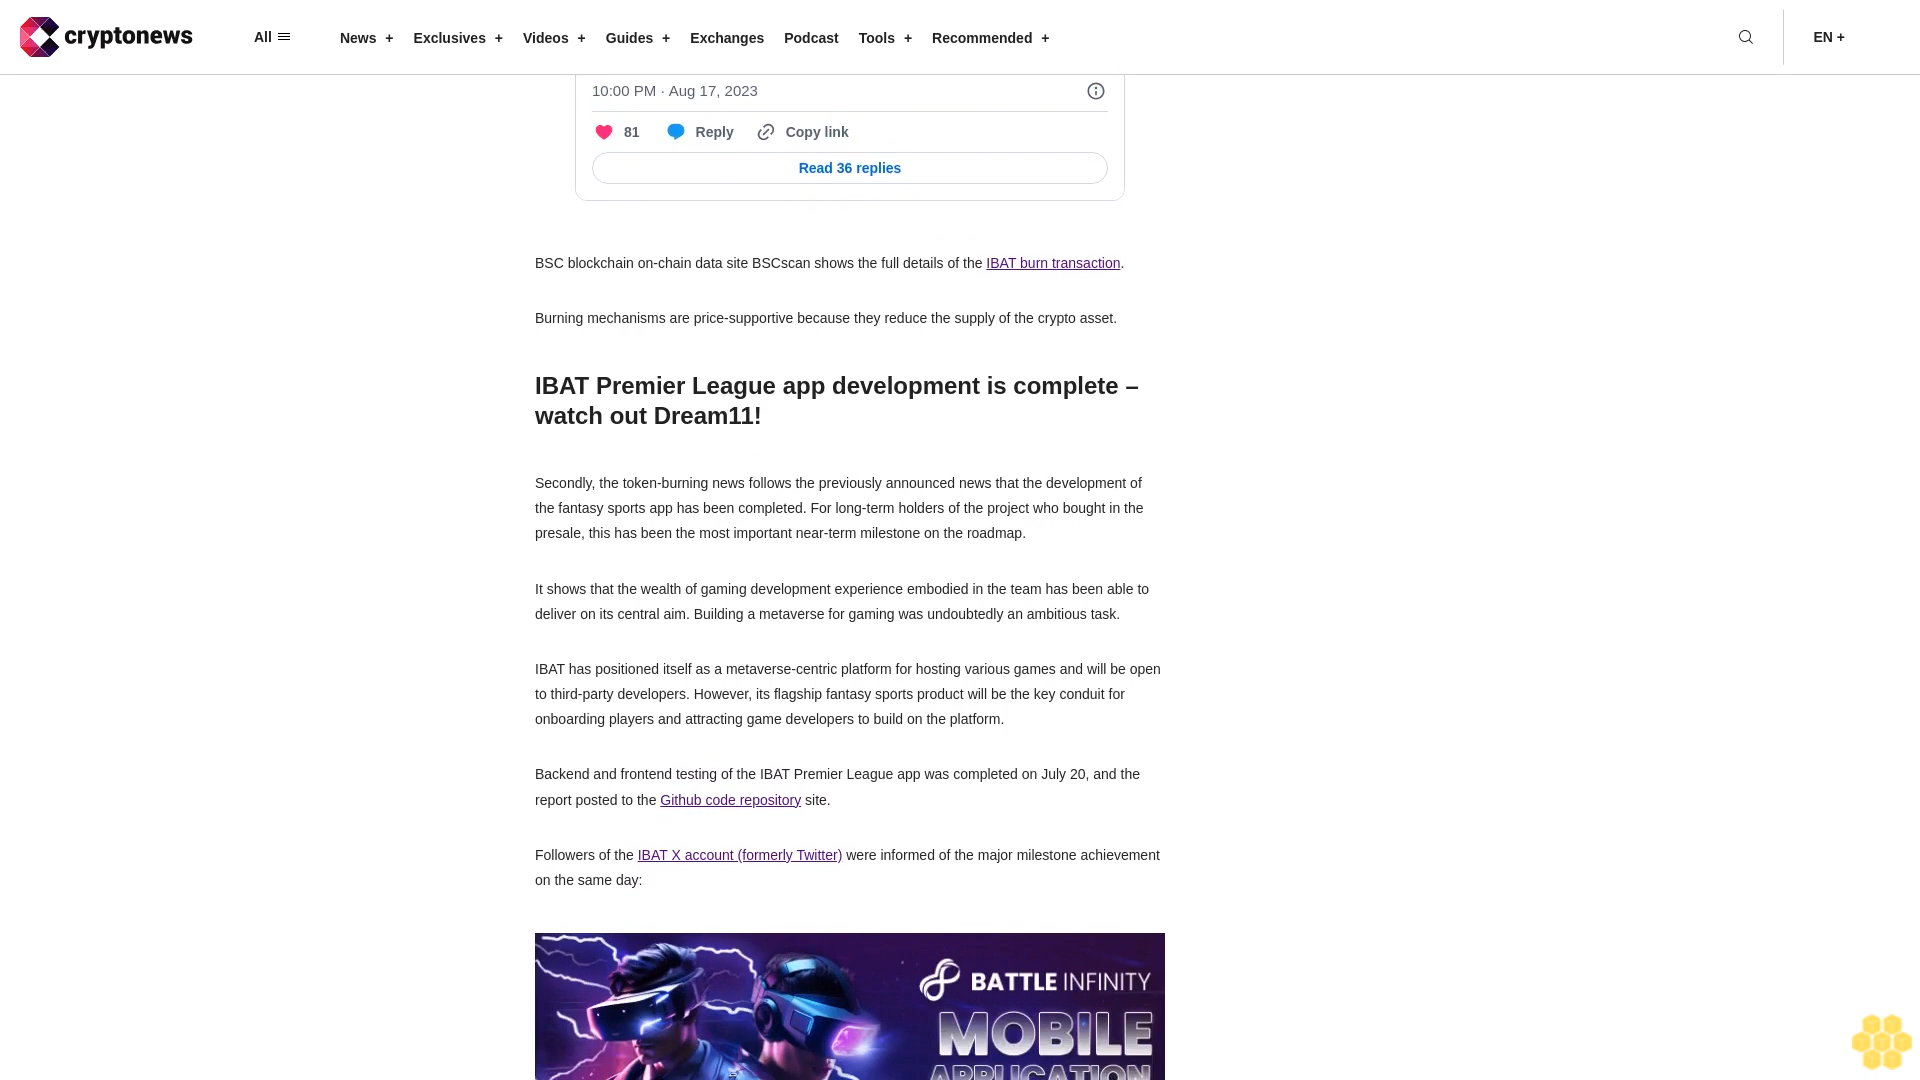 cryptonews
All
News +
Exclusives +
Videos +
Guides +
Exchanges
Podcast
Tools +
Recommended +
EN +
10:00 PM · Aug 17, 2023
81
Reply
Copy link
Read 36 replies
BSC blockchain on-chain data site BSCscan shows the full details of the IBAT burn transaction.
Burning mechanisms are price-supportive because they reduce the supply of the crypto asset.
IBAT Premier League app development is complete –
watch out Dream11!
Secondly, the token-burning news follows the previously announced news that the development of
the fantasy sports app has been completed. For long-term holders of the project who bought in the
presale, this has been the most important near-term milestone on the roadmap.
It shows that the wealth of gaming development experience embodied in the team has been able to
deliver on its central aim. Building a metaverse for gaming was undoubtedly an ambitious task.
IBAT has positioned itself as a metaverse-centric platform for hosting various games and will be open
to third-party developers. However, its flagship fantasy sports product will be the key conduit for
onboarding players and attracting game developers to build on the platform.
Backend and frontend testing of the IBAT Premier League app was completed on July 20, and the
report posted to the Github code repository site.
Followers of the IBAT X account (formerly Twitter) were informed of the major milestone achievement
on the same day:
BATTLE INFINITY
MOBILE
APPLICATION